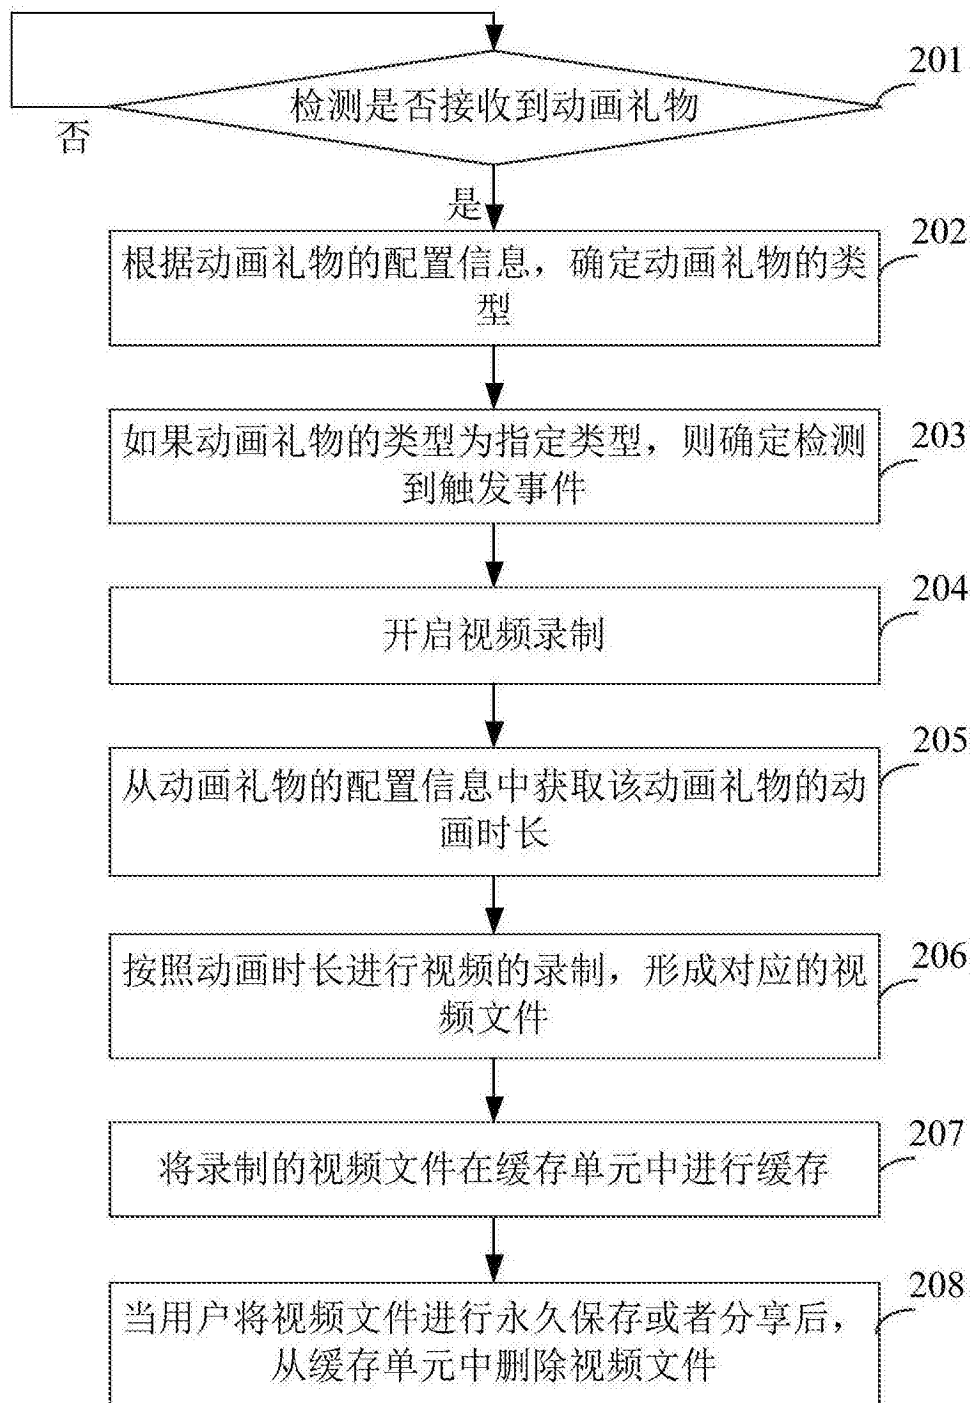 201
检测是否接收到动画礼物
否
是
202
根据动画礼物的配置信息，确定动画礼物的类
型
203
如果动画礼物的类型为指定类型，则确定检测
到触发事件
204
开启视频录制
205
从动画礼物的配置信息中获取该动画礼物的动
画时长
206
按照动画时长进行视频的录制，形成对应的视
频文件
207
将录制的视频文件在缓存单元中进行缓存
208
当用户将视频文件进行永久保存或者分享后，
从缓存单元中删除视频文件